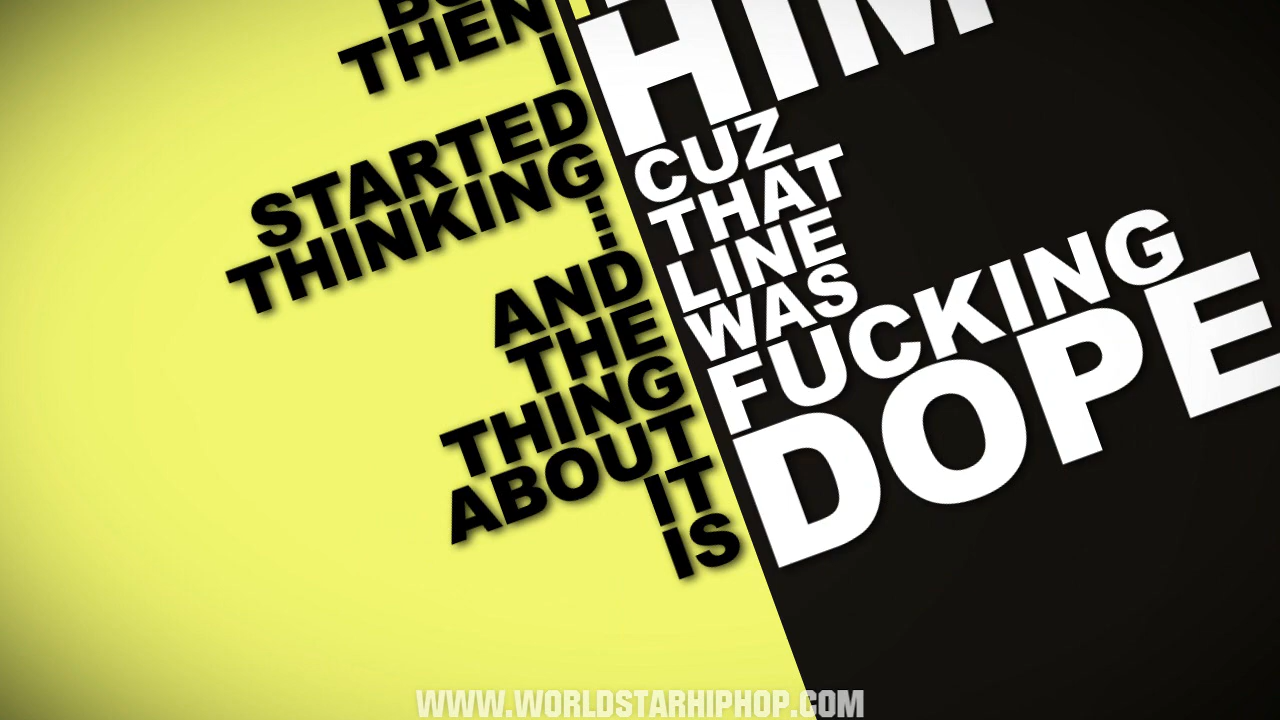 THEN
I
STARTED
THINKING...
AND
THE
THING
ABOUT
IT
IS
HIM
CUZ
THAT
LINE
WAS
FUCKING
DOPE
WWW.WORLDSTARHIPHOP.COM